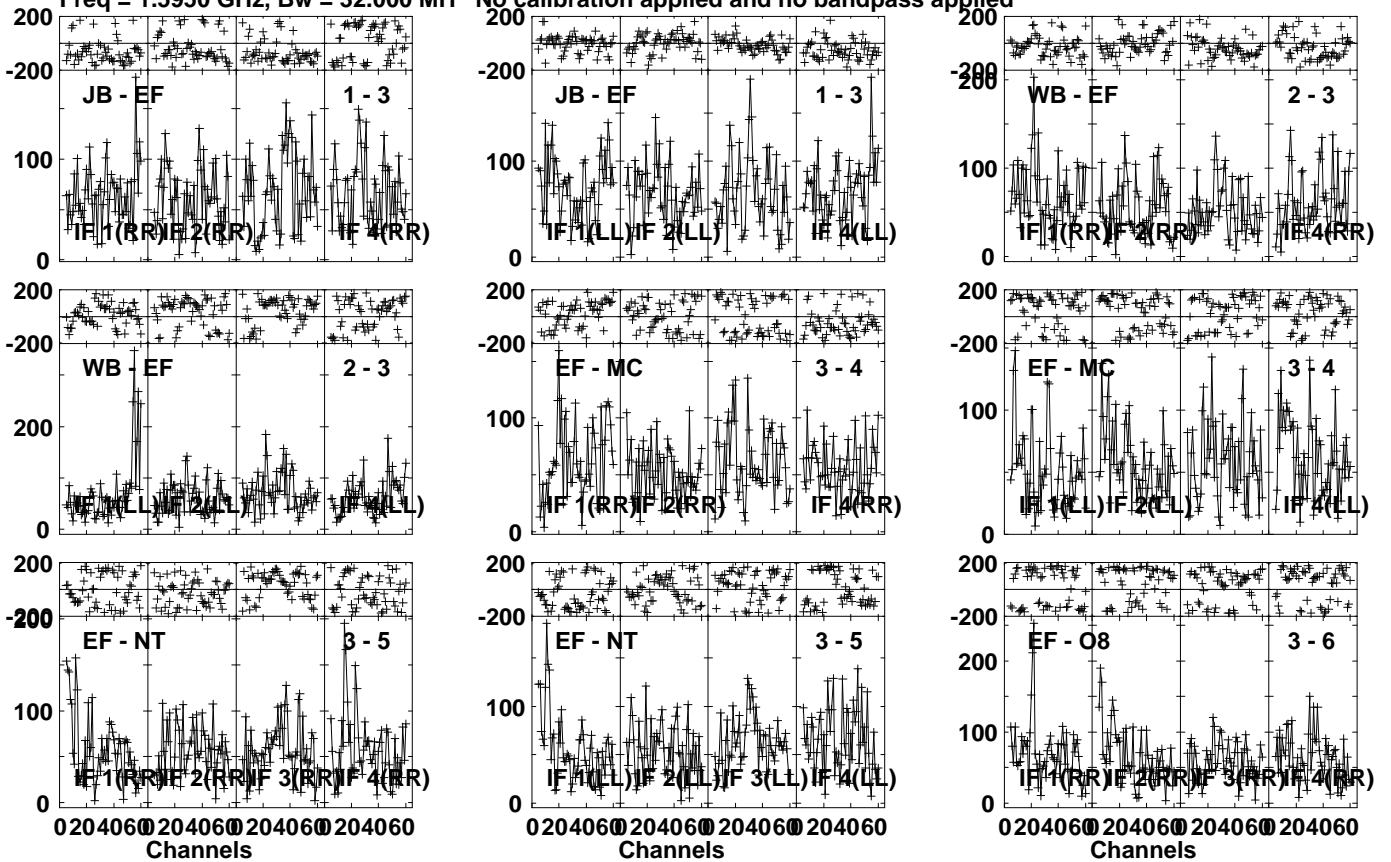 Freq = 1.5950 GHz, Bw = 32.000 MH No calibration applied and no bandpass applied
200
-200
JB - EF 1 - 3
100
IF 1(RR) IF 2(RR) IF 4(RR)
0
JB - EF 1 - 3
100
IF 1(LL) IF 2(LL) IF 4(LL)
0
200
-200
200
WB - EF 2 - 3
100
IF 1(RR) IF 2(RR) IF 4(RR)
0
200
-200
WB - EF 2 - 3
200
IF 1(LL) IF 2(LL) IF 4(LL)
0
200
-200
EF - MC 3 - 4
100
IF 1(RR) IF 2(RR) IF 4(RR)
0
200
-200
EF - MC 3 - 4
100
IF 1(LL) IF 2(LL) IF 4(LL)
0
200
-200
200
EF - NT 3 - 5
100
IF 1(RR) IF 2(RR) IF 3(RR) IF 4(RR)
0
0 20 40 60 0 20 40 60 0 20 40 60 0 20 40 60
Channels
200
-200
EF - NT 3 - 5
100
IF 1(LL) IF 2(LL) IF 3(LL) IF 4(LL)
0
0 20 40 60 0 20 40 60 0 20 40 60 0 20 40 60
Channels
200
-200
EF - O8 3 - 6
200
100
IF 1(RR) IF 2(RR) IF 3(RR) IF 4(RR)
0
0 20 40 60 0 20 40 60 0 20 40 60 0 20 40 60
Channels